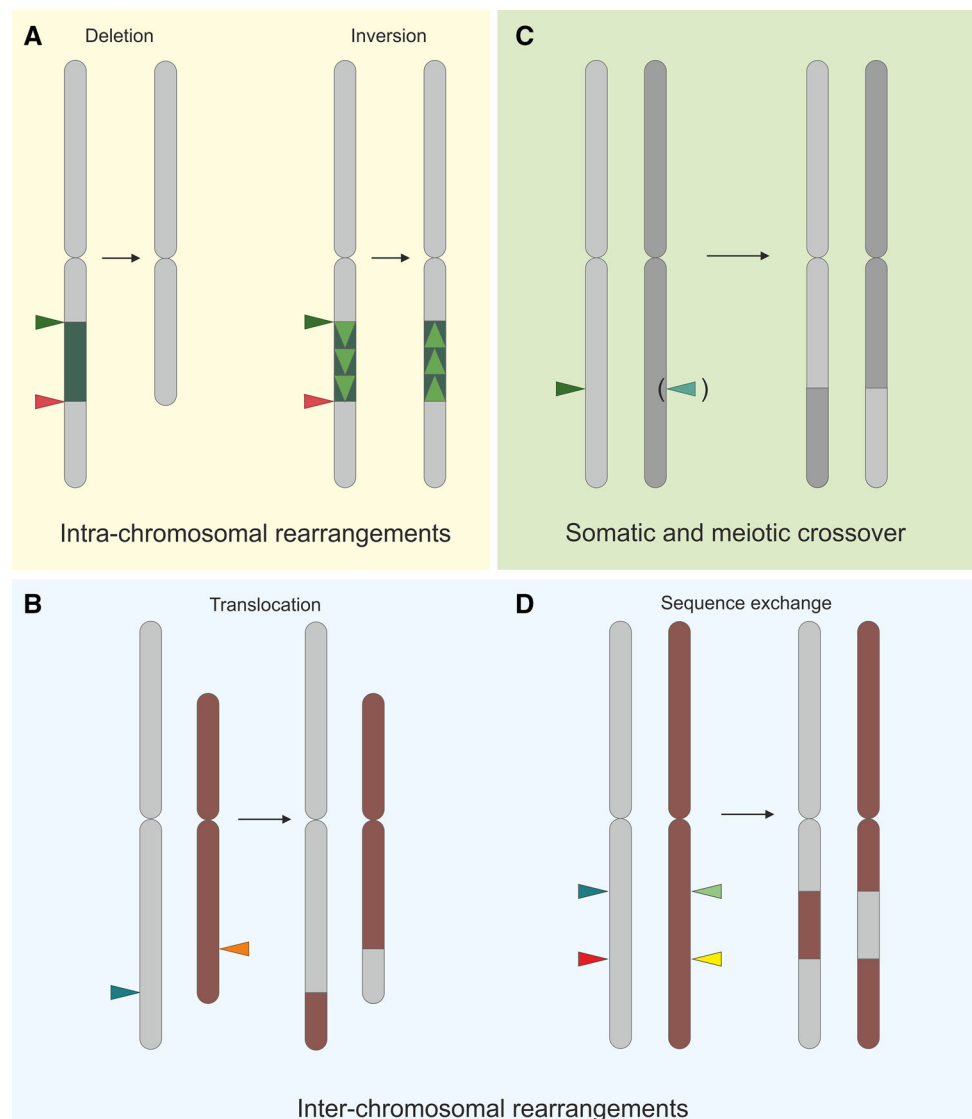 A
Deletion
Inversion
Intra-chromosomal rearrangements
C
( )
Somatic and meiotic crossover
B
Translocation
D
Sequence exchange
Inter-chromosomal rearrangements